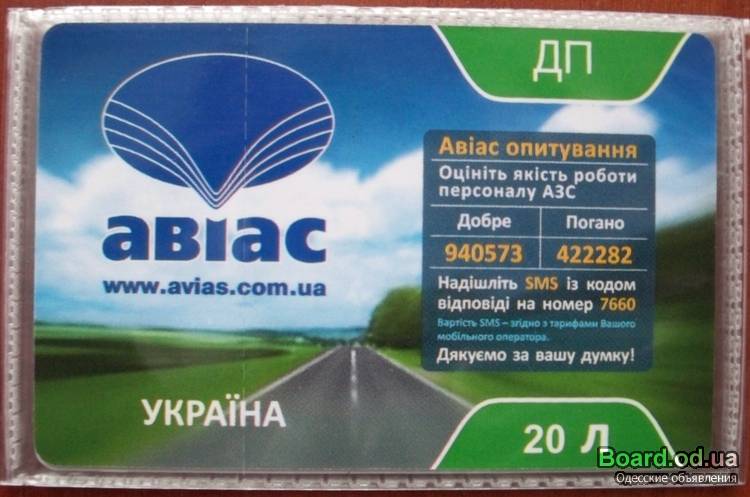 ДП
авіас
www.avias.com.ua
УКРАЇНА
Авіас опитування
Оцініть якість роботи
персоналу АЗС
Добре Погано
940573 422282
Надішліть SMS із кодом
відповіді на номер 7660
Вартість SMS – згідно з тарифами Вашого
мобільного оператора.
Дякуємо за вашу думку!
20 Л
Board.od.ua
Одесские объявления